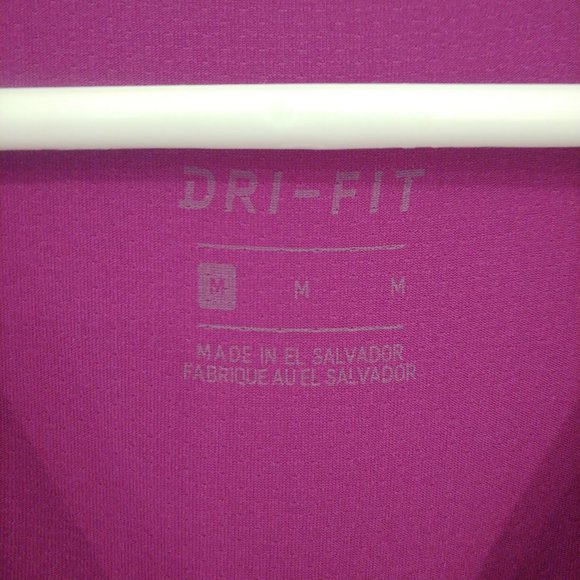 DRI-FIT
M M M
MADE IN EL SALVADOR
FABRIQUE AU EL SALVADOR